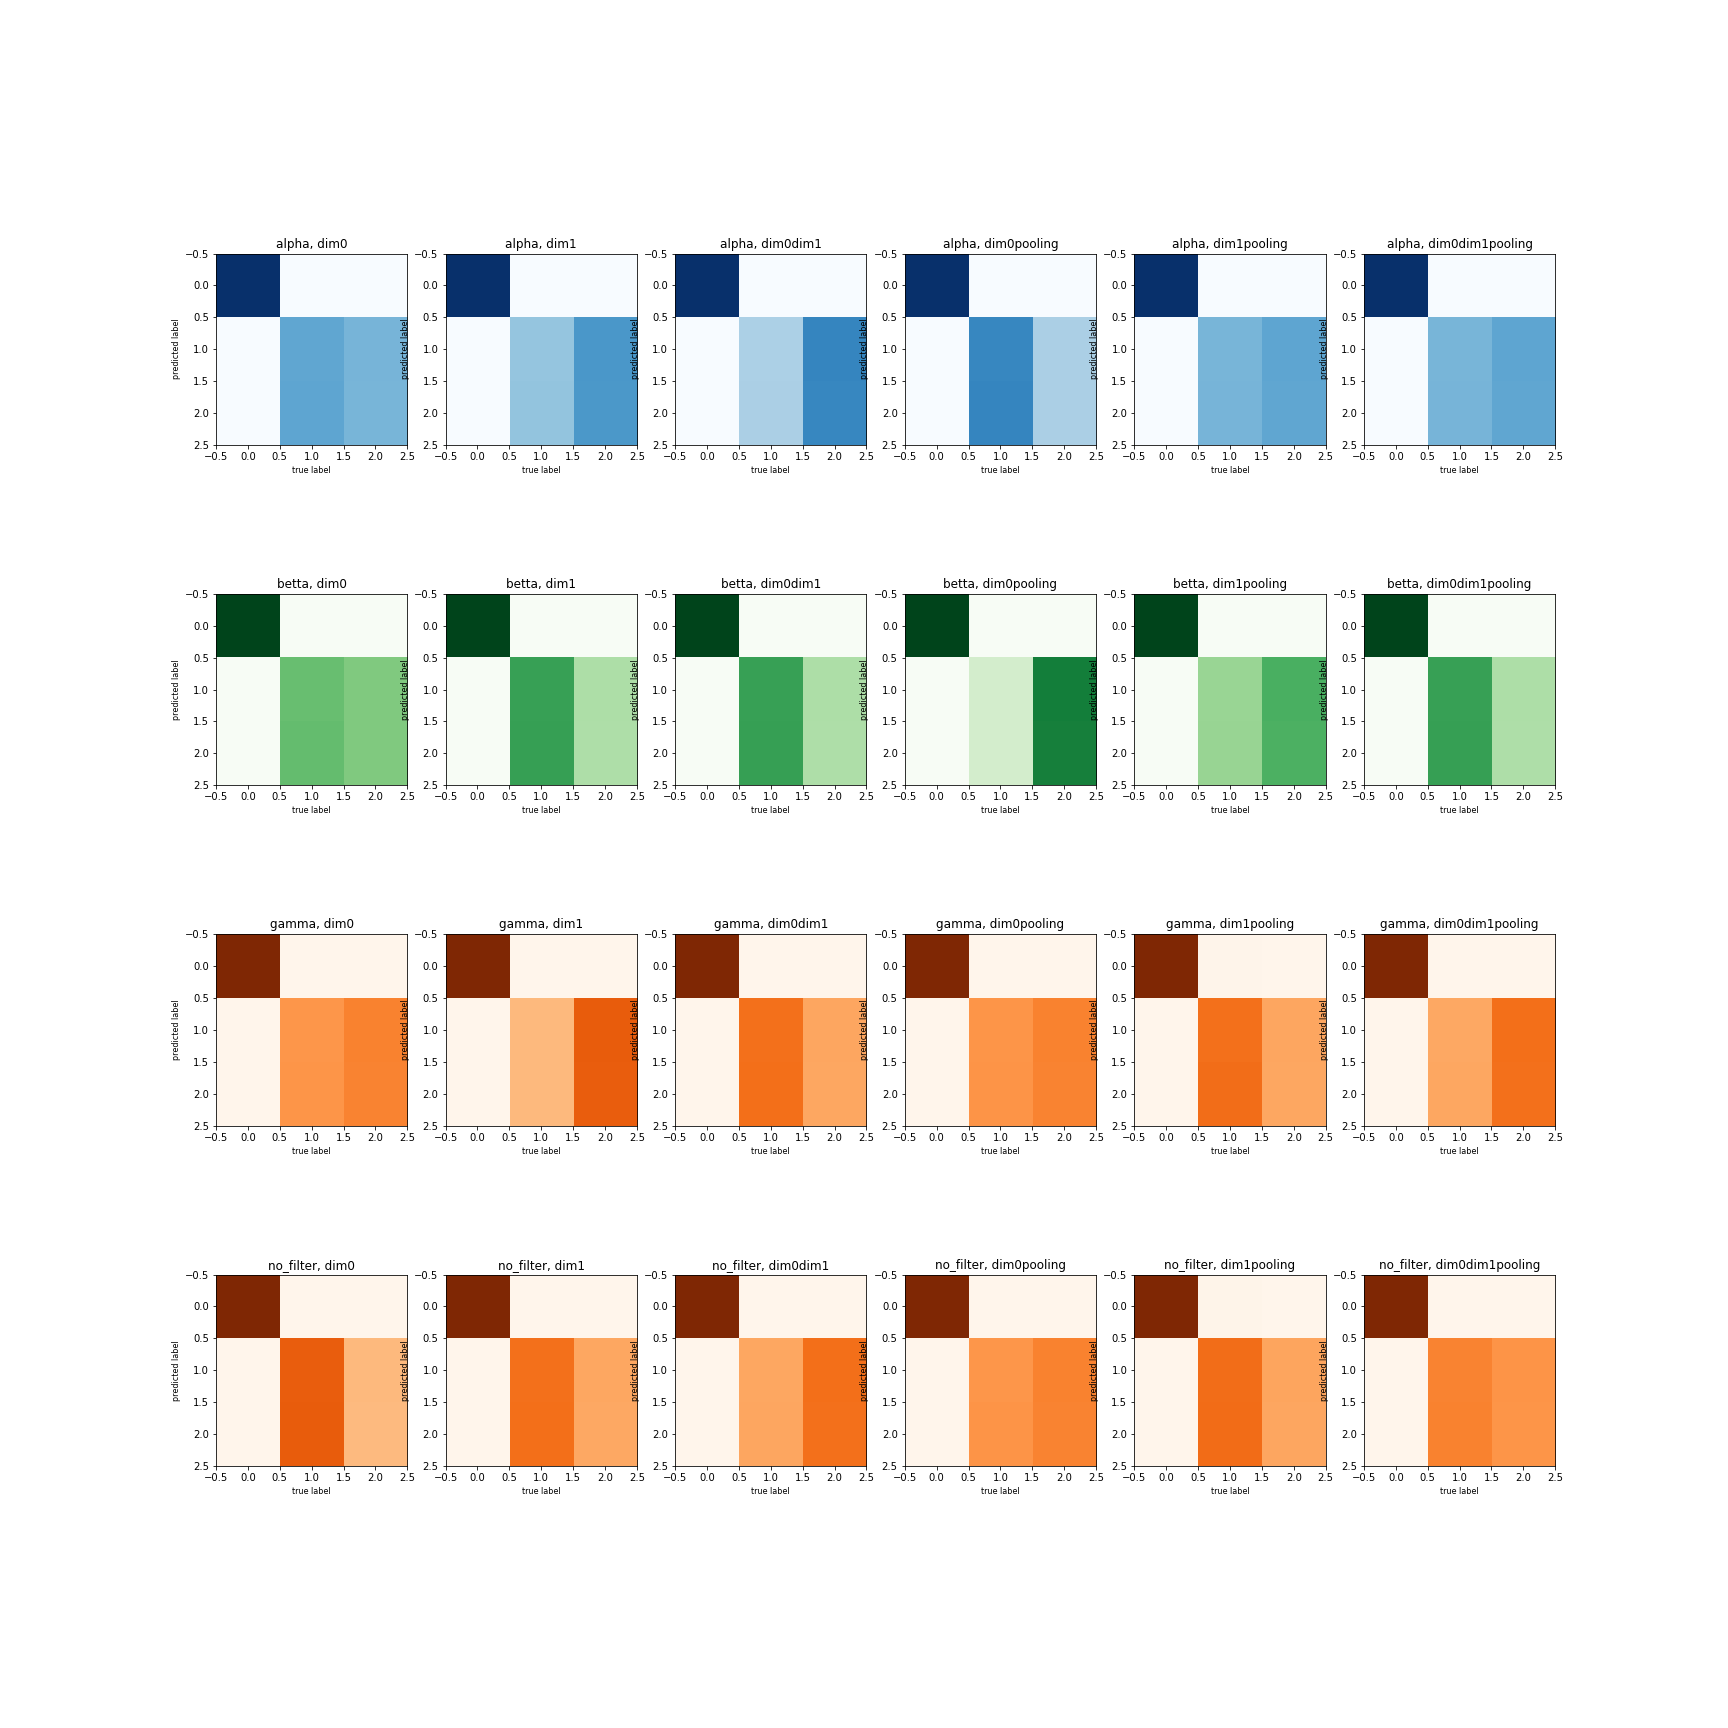 alpha, dim0 alpha, dim1 alpha, dim0dim1 alpha, dim0pooling alpha, dim1pooling alpha, dim0dim1pooling
−0.5 −0.5 −0.5 −0.5 −0.5 −0.5
0.0 0.0 0.0 0.0 0.0 0.0
0.5 0.5 0.5 0.5 0.5 0.5
predicted label predicted label predicted label predicted label predicted label predicted label
1.0 1.0 1.0 1.0 1.0 1.0
1.5 1.5 1.5 1.5 1.5 1.5
2.0 2.0 2.0 2.0 2.0 2.0
2.5 2.5 2.5 2.5 2.5 2.5
−0.5 0.0 0.5 1.0 1.5 2.0 2.5 −0.5 0.0 0.5 1.0 1.5 2.0 2.5 −0.5 0.0 0.5 1.0 1.5 2.0 2.5 −0.5 0.0 0.5 1.0 1.5 2.0 2.5 −0.5 0.0 0.5 1.0 1.5 2.0 2.5 −0.5 0.0 0.5 1.0 1.5 2.0 2.5
true label true label true label true label true label true label
betta, dim0 betta, dim1 betta, dim0dim1 betta, dim0pooling betta, dim1pooling betta, dim0dim1pooling
−0.5 −0.5 −0.5 −0.5 −0.5 −0.5
0.0 0.0 0.0 0.0 0.0 0.0
0.5 0.5 0.5 0.5 0.5 0.5
predicted label predicted label predicted label predicted label predicted label predicted label
1.0 1.0 1.0 1.0 1.0 1.0
1.5 1.5 1.5 1.5 1.5 1.5
2.0 2.0 2.0 2.0 2.0 2.0
2.5 2.5 2.5 2.5 2.5 2.5
−0.5 0.0 0.5 1.0 1.5 2.0 2.5 −0.5 0.0 0.5 1.0 1.5 2.0 2.5 −0.5 0.0 0.5 1.0 1.5 2.0 2.5 −0.5 0.0 0.5 1.0 1.5 2.0 2.5 −0.5 0.0 0.5 1.0 1.5 2.0 2.5 −0.5 0.0 0.5 1.0 1.5 2.0 2.5
true label true label true label true label true label true label
gamma, dim0 gamma, dim1 gamma, dim0dim1 gamma, dim0pooling gamma, dim1pooling gamma, dim0dim1pooling
−0.5 −0.5 −0.5 −0.5 −0.5 −0.5
0.0 0.0 0.0 0.0 0.0 0.0
0.5 0.5 0.5 0.5 0.5 0.5
predicted label predicted label predicted label predicted label predicted label predicted label
1.0 1.0 1.0 1.0 1.0 1.0
1.5 1.5 1.5 1.5 1.5 1.5
2.0 2.0 2.0 2.0 2.0 2.0
2.5 2.5 2.5 2.5 2.5 2.5
−0.5 0.0 0.5 1.0 1.5 2.0 2.5 −0.5 0.0 0.5 1.0 1.5 2.0 2.5 −0.5 0.0 0.5 1.0 1.5 2.0 2.5 −0.5 0.0 0.5 1.0 1.5 2.0 2.5 −0.5 0.0 0.5 1.0 1.5 2.0 2.5 −0.5 0.0 0.5 1.0 1.5 2.0 2.5
true label true label true label true label true label true label
no_filter, dim0 no_filter, dim1 no_filter, dim0dim1 no_filter, dim0pooling no_filter, dim1pooling no_filter, dim0dim1pooling
−0.5 −0.5 −0.5 −0.5 −0.5 −0.5
0.0 0.0 0.0 0.0 0.0 0.0
0.5 0.5 0.5 0.5 0.5 0.5
predicted label predicted label predicted label predicted label predicted label predicted label
1.0 1.0 1.0 1.0 1.0 1.0
1.5 1.5 1.5 1.5 1.5 1.5
2.0 2.0 2.0 2.0 2.0 2.0
2.5 2.5 2.5 2.5 2.5 2.5
−0.5 0.0 0.5 1.0 1.5 2.0 2.5 −0.5 0.0 0.5 1.0 1.5 2.0 2.5 −0.5 0.0 0.5 1.0 1.5 2.0 2.5 −0.5 0.0 0.5 1.0 1.5 2.0 2.5 −0.5 0.0 0.5 1.0 1.5 2.0 2.5 −0.5 0.0 0.5 1.0 1.5 2.0 2.5
true label true label true label true label true label true label